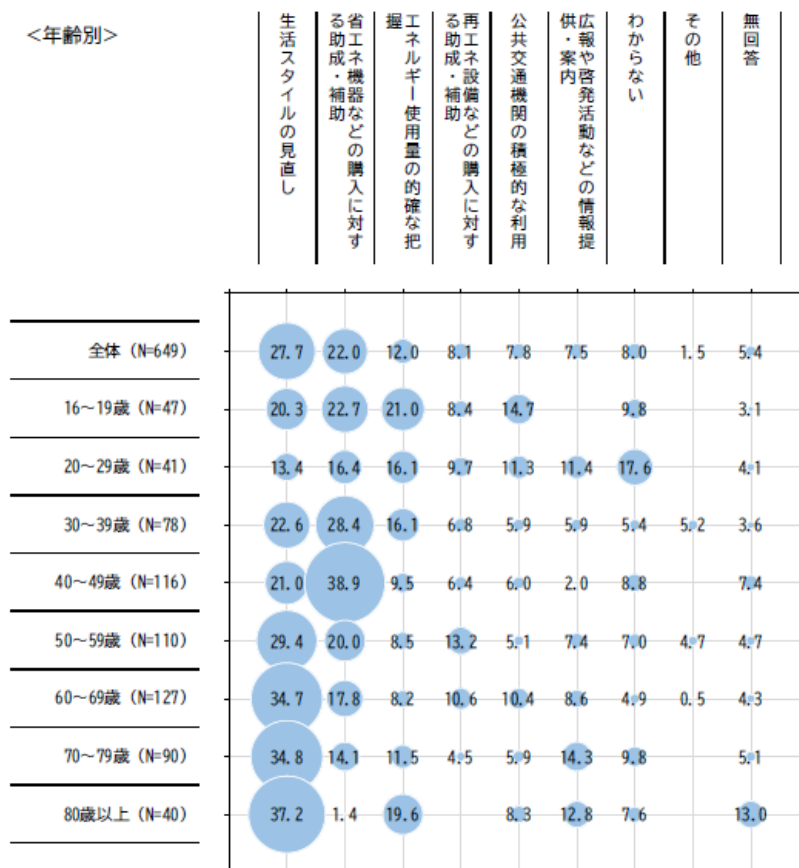 <年齢別>
生活スタイルの見直し
省エネ機器などの購入に対す
る助成・補助
エネルギー使用量の的確な把
握
再エネ設備などの購入に対す
る助成・補助
公共交通機関の積極的な利用
広報や啓発活動などの情報提
供・案内
わからない
その他
無回答
全体 (N=649) 27.7 22.0 12.0 8.1 7.8 7.5 8.0 1.5 5.4
16～19歳 (N=47) 20.3 22.7 21.0 8.4 14.7 9.8 3.1
20～29歳 (N=41) 13.4 16.4 16.1 9.7 11.3 11.4 17.6 4.1
30～39歳 (N=78) 22.6 28.4 16.1 6.8 5.9 5.9 5.4 5.2 3.6
40～49歳 (N=116) 21.0 38.9 9.5 6.4 6.0 2.0 8.8 7.4
50～59歳 (N=110) 29.4 20.0 8.5 13.2 5.1 7.4 7.0 4.7 4.7
60～69歳 (N=127) 34.7 17.8 8.2 10.6 10.4 8.6 4.9 0.5 4.3
70～79歳 (N=90) 34.8 14.1 11.5 4.5 5.9 14.3 9.8 5.1
80歳以上 (N=40) 37.2 1.4 19.6 8.3 12.8 7.6 13.0